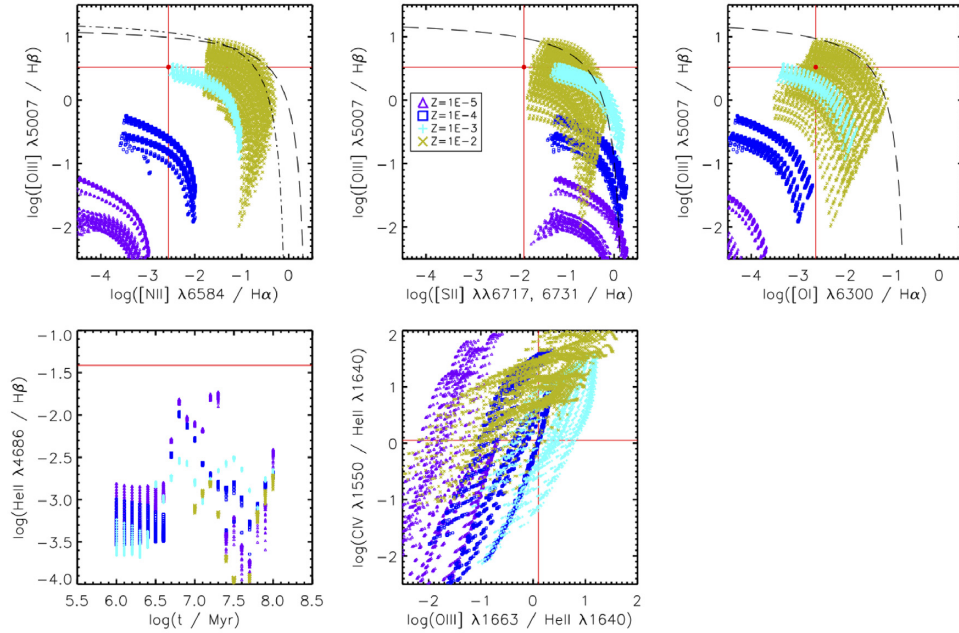 log([OIII] λ5007 / Hβ)
1
0
−1
−2
−4 −3 −2 −1 0
log([NII] λ6584 / Hα)
log([OIII] λ5007 / Hβ)
1
0
−1
−2
Z=1E−5
Z=1E−4
Z=1E−3
Z=1E−2
−4 −3 −2 −1 0
log([SII] λλ6717, 6731 / Hα)
log([OIII] λ5007 / Hβ)
1
0
−1
−2
−4 −3 −2 −1 0
log([OI] λ6300 / Hα)
log(HeII λ4686 / Hβ)
−1.0
−1.5
−2.0
−2.5
−3.0
−3.5
−4.0
5.5 6.0 6.5 7.0 7.5 8.0 8.5
log(t / Myr)
log(CIV λ1550 / HeII λ1640)
2
1
0
−1
−2
−2 −1 0 1 2
log(OIII] λ1663 / HeII λ1640)